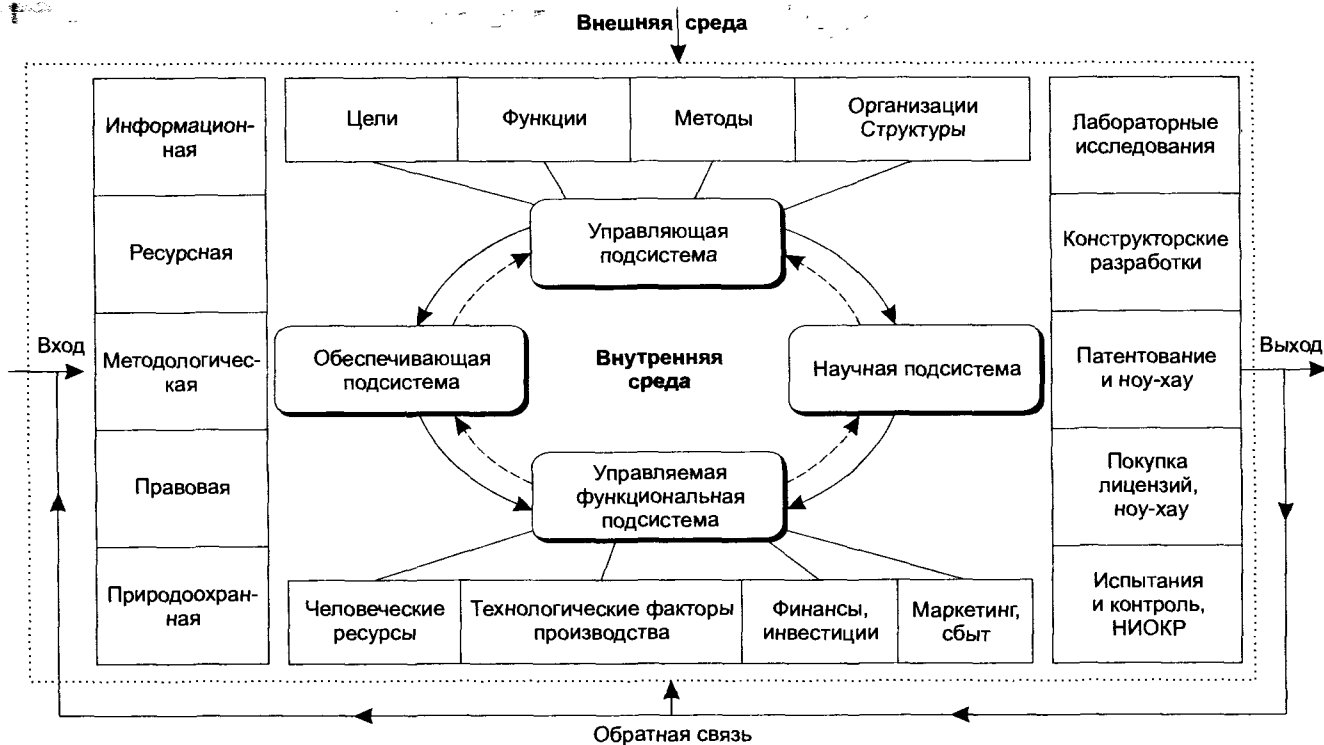 Внешняя среда
Информацион-
ная
Ресурсная
Методологичес-
кая
Правовая
Природоохран-
ная
Цели
Функции
Методы
Организации
Структуры
Управляющая
подсистема
Вход
Обеспечивающая
подсистема
Внутренняя
среда
Научная подсистема
Выход
Управляемая
функциональная
подсистема
Человеческие
ресурсы
Технологические факторы
производства
Финансы,
инвестиции
Маркетинг,
сбыт
Лабораторные
исследования
Конструкторские
разработки
Патентование
и ноу-хау
Покупка
лицензий,
ноу-хау
Испытания
и контроль,
НИОКР
Обратная связь